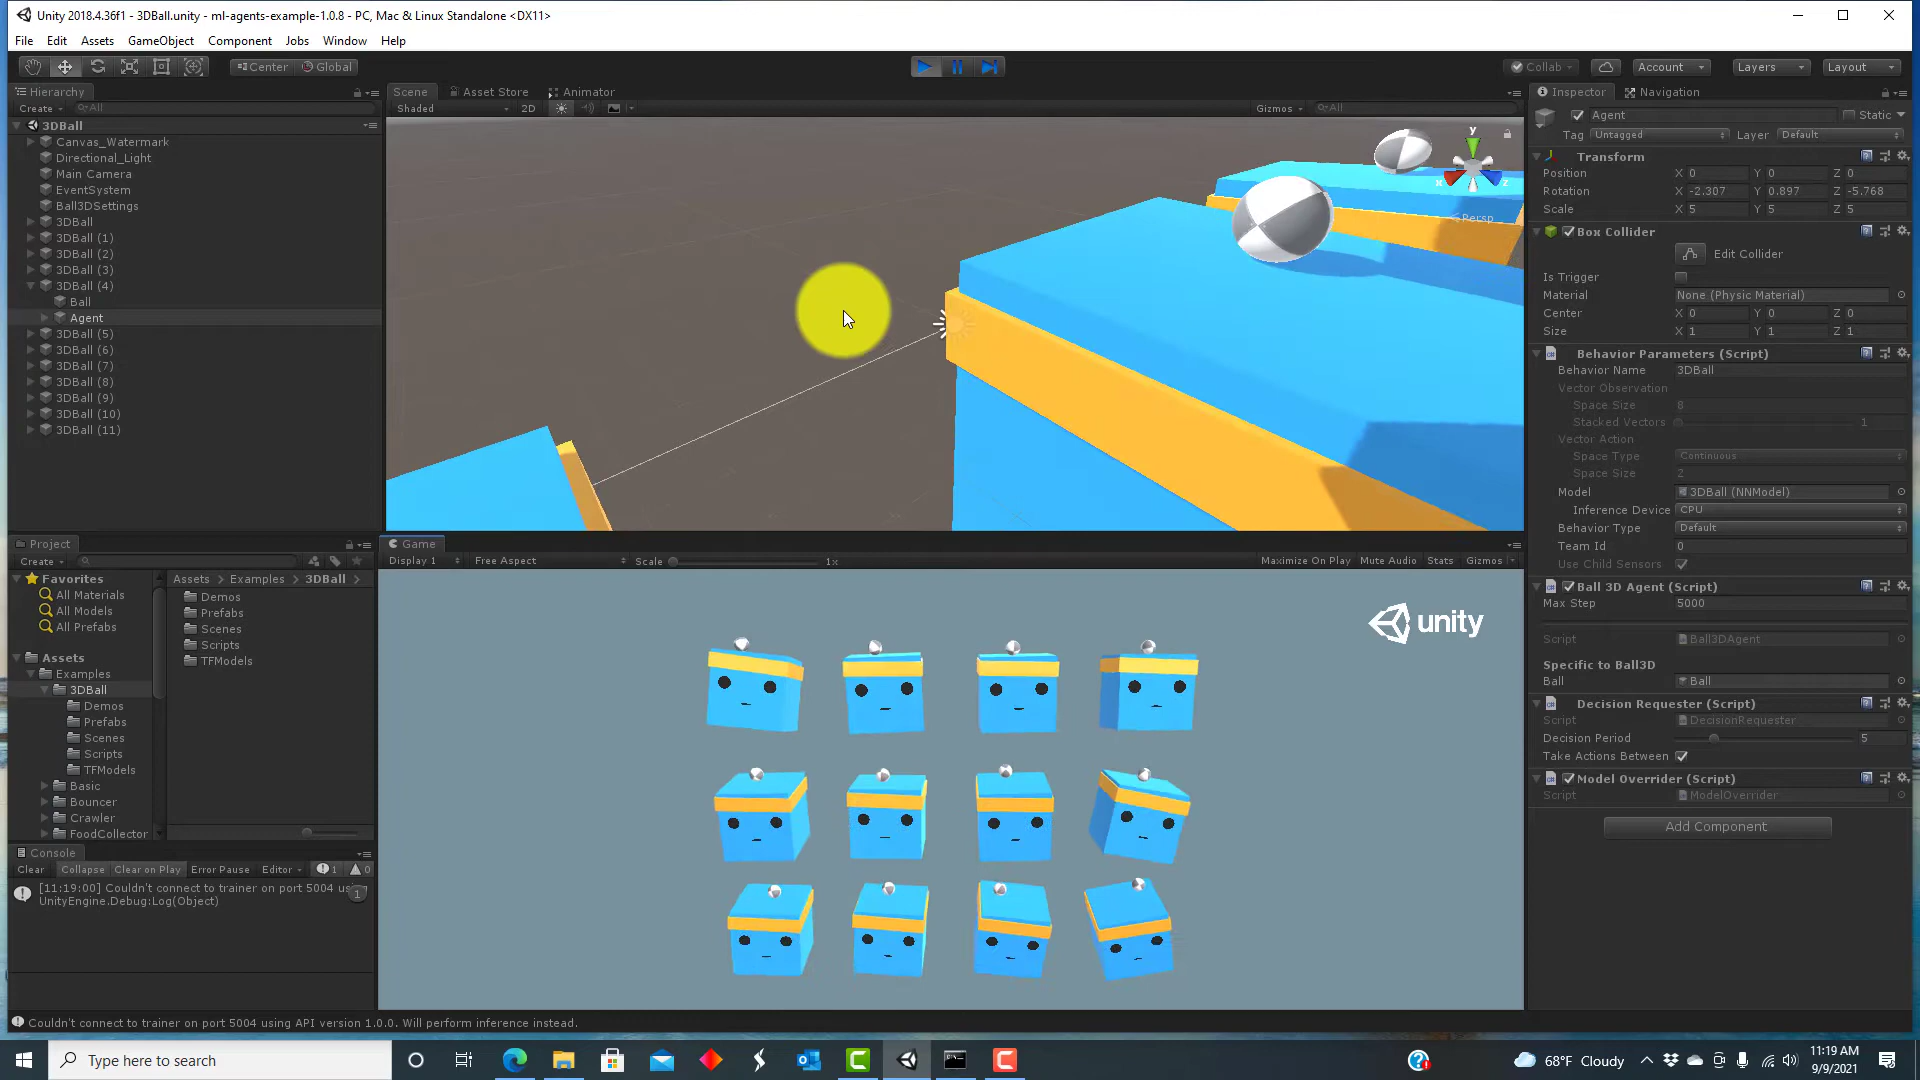 Unity 2018.4.36f1 - 3DBall.unity - ml-agents-example-1.0.8 - PC, Mac & Linux Standalone <DX11>
File Edit Assets GameObject Component Jobs Window Help
Center Global Collab Account Layers Layout
Hierarchy
Create All
3DBall
Canvas_Watermark
Directional_Light
Main Camera
EventSystem
Ball3DSettings
3DBall
3DBall (1)
3DBall (2)
3DBall (3)
3DBall (4)
Ball
Agent
3DBall (5)
3DBall (6)
3DBall (7)
3DBall (8)
3DBall (9)
3DBall (10)
3DBall (11)
Scene Asset Store Animator
Shaded 2D Gizmos All
y
x z
Persp
Inspector Navigation
Agent Static
Tag Untagged Layer Default
Transform
Position X 0 Y 0 Z 0
Rotation X -2.307 Y 0.897 Z -5.768
Scale X 5 Y 5 Z 5
Box Collider
Edit Collider
Is Trigger
Material None (Physic Material)
Center X 0 Y 0 Z 0
Size X 1 Y 1 Z 1
Behavior Parameters (Script)
Behavior Name 3DBall
Vector Observation
Space Size 8
Stacked Vectors 1
Vector Action
Space Type Continuous
Space Size 2
Model 3DBall (NNModel)
Inference Device CPU
Behavior Type Default
Team Id 0
Use Child Sensors
Ball 3D Agent (Script)
Max Step 5000
Script Ball3DAgent
Specific to Ball3D
Ball Ball
Decision Requester (Script)
Script DecisionRequester
Decision Period 5
Take Actions Between
Model Overrider (Script)
Script ModelOverrider
Add Component
Project
Create
Favorites
All Materials
All Models
All Prefabs
Assets
Examples
3DBall
Demos
Prefabs
Scenes
Scripts
TFModels
Basic
Bouncer
Crawler
FoodCollector
Assets > Examples > 3DBall >
Demos
Prefabs
Scenes
Scripts
TFModels
Game
Display 1 Free Aspect Scale 1x Maximize On Play Mute Audio Stats Gizmos
unity
Console
Clear Collapse Clear on Play Error Pause Editor 1 0
[11:19:00] Couldn't connect to trainer on port 5004 usi
UnityEngine.Debug:Log(Object)
1
Couldn't connect to trainer on port 5004 using API version 1.0.0. Will perform inference instead.
Type here to search
68°F Cloudy
11:19 AM
9/9/2021